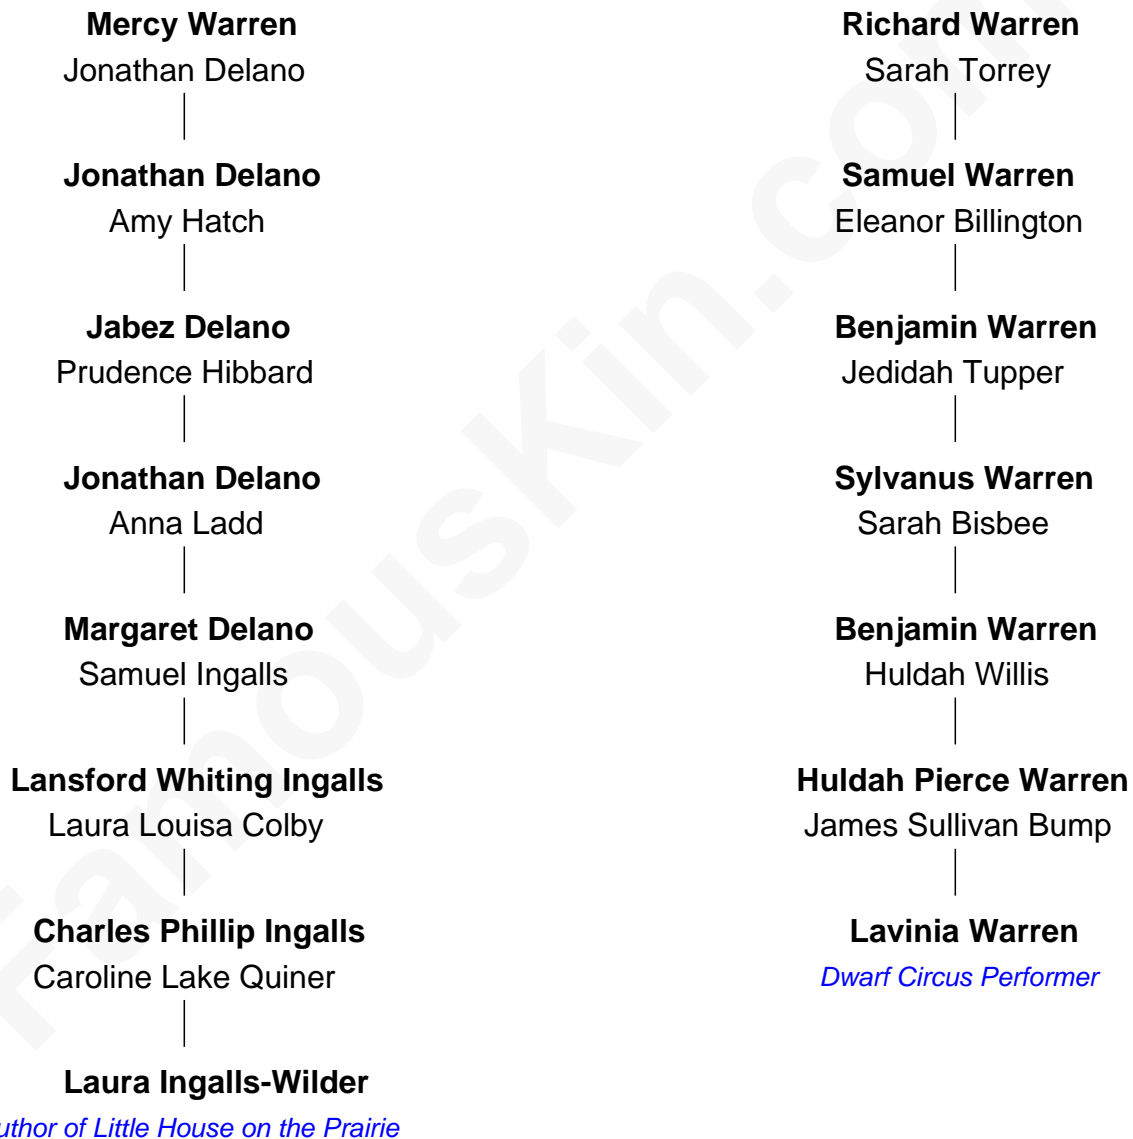 Mercy Warren
Jonathan Delano
Jonathan Delano
Amy Hatch
Jabez Delano
Prudence Hibbard
Jonathan Delano
Anna Ladd
Margaret Delano
Samuel Ingalls
Lansford Whiting Ingalls
Laura Louisa Colby
Charles Phillip Ingalls
Caroline Lake Quiner
Laura Ingalls-Wilder
uthor of Little House on the Prairie
Richard Warren
Sarah Torrey
Samuel Warren
Eleanor Billington
Benjamin Warren
Jedidah Tupper
Sylvanus Warren
Sarah Bisbee
Benjamin Warren
Huldah Willis
Huldah Pierce Warren
James Sullivan Bump
Lavinia Warren
Dwarf Circus Performer
FamousKin.com